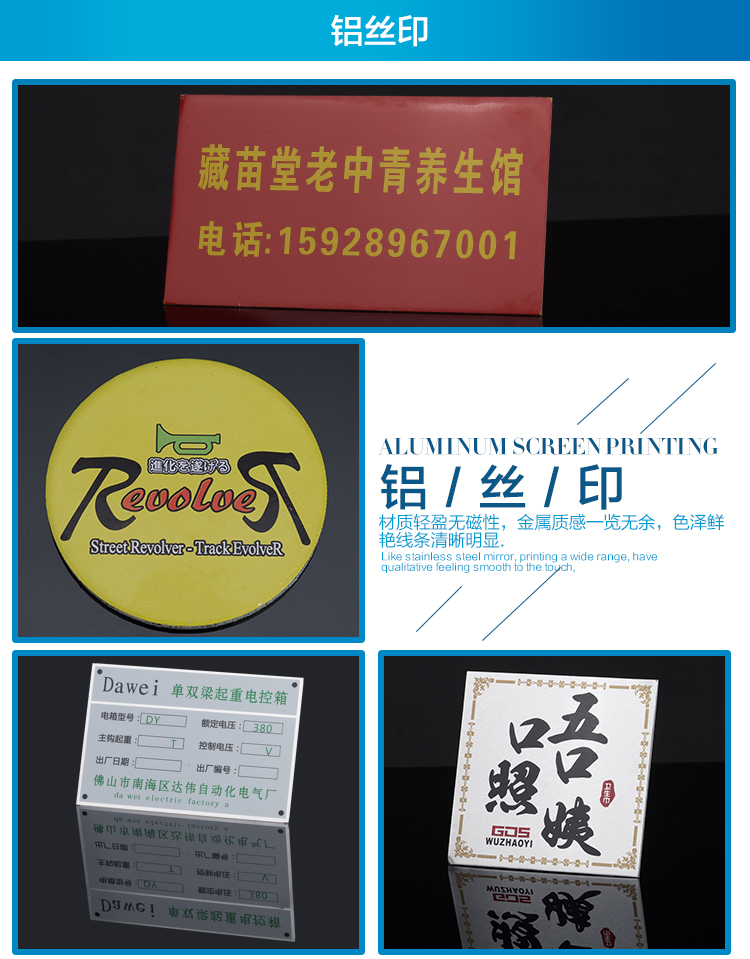 铝丝印
藏苗堂老中青养生馆
电话:15928967001
進化を遂げる
RevolveR
Street Revolver - Track EvolveR
ALUMINUM SCREEN PRINTING
铝/丝/印
材质轻盈无磁性，金属质感一览无余，色泽鲜
艳线条清晰明显.
Like stainless steel mirror, printing a wide range, have
qualitative feeling smooth to the touch,
Dawei 单双梁起重电控箱
电箱型号: DY 额定电压: 380
主钩起重: T 控制电压: V
出厂日期: 出厂编号:
佛山市南海区达伟自动化电气厂
da wei electric factory a
五口姨
口照
卫生巾
GDS
WUZHAOYI